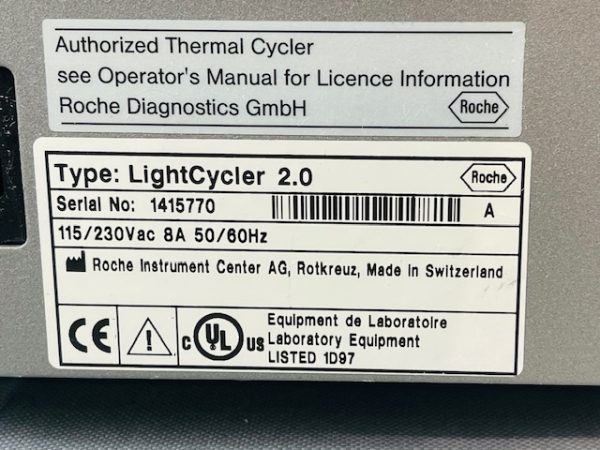 Authorized Thermal Cycler
see Operator's Manual for Licence Information
Roche Diagnostics GmbH
Roche
Type: LightCycler 2.0
Roche
Serial No: 1415770
A
115/230Vac 8A 50/60Hz
Roche Instrument Center AG, Rotkreuz, Made in Switzerland
CE
C UL US
Equipment de Laboratoire
Laboratory Equipment
LISTED 1D97